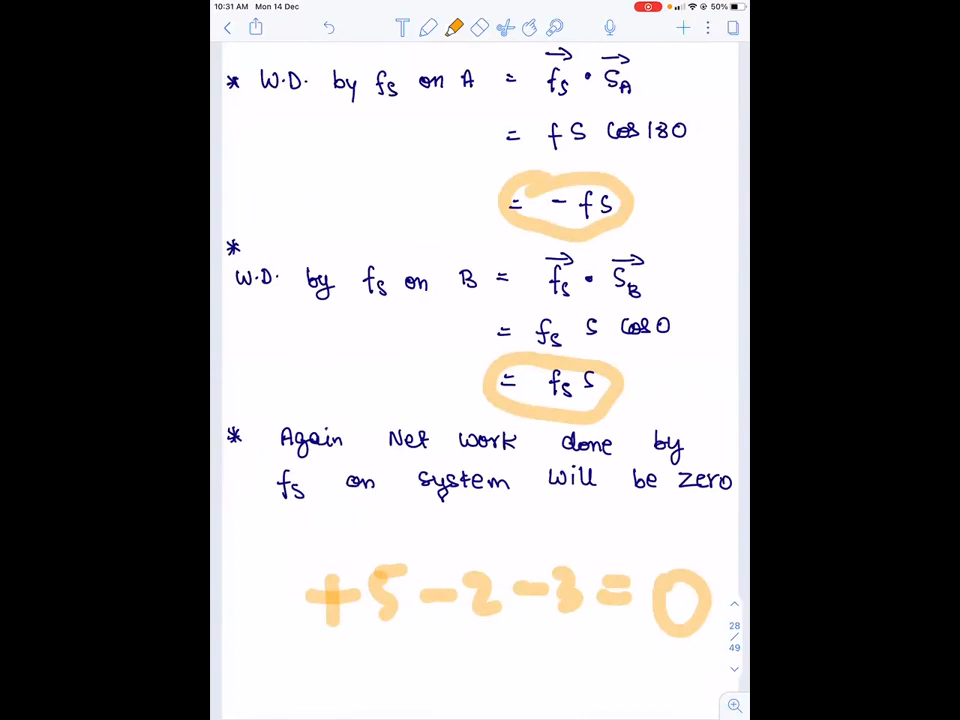 10:31 AM Mon 14 Dec
50%
* W.D. by fs on A = fs • SA
= f S cos 180
= - f S
*
W.D. by fs on B = fs • SB
= fs s cos 0
= fs s
* Again Net work done by
fs on system will be zero
+5-2-3=0
28
/
49